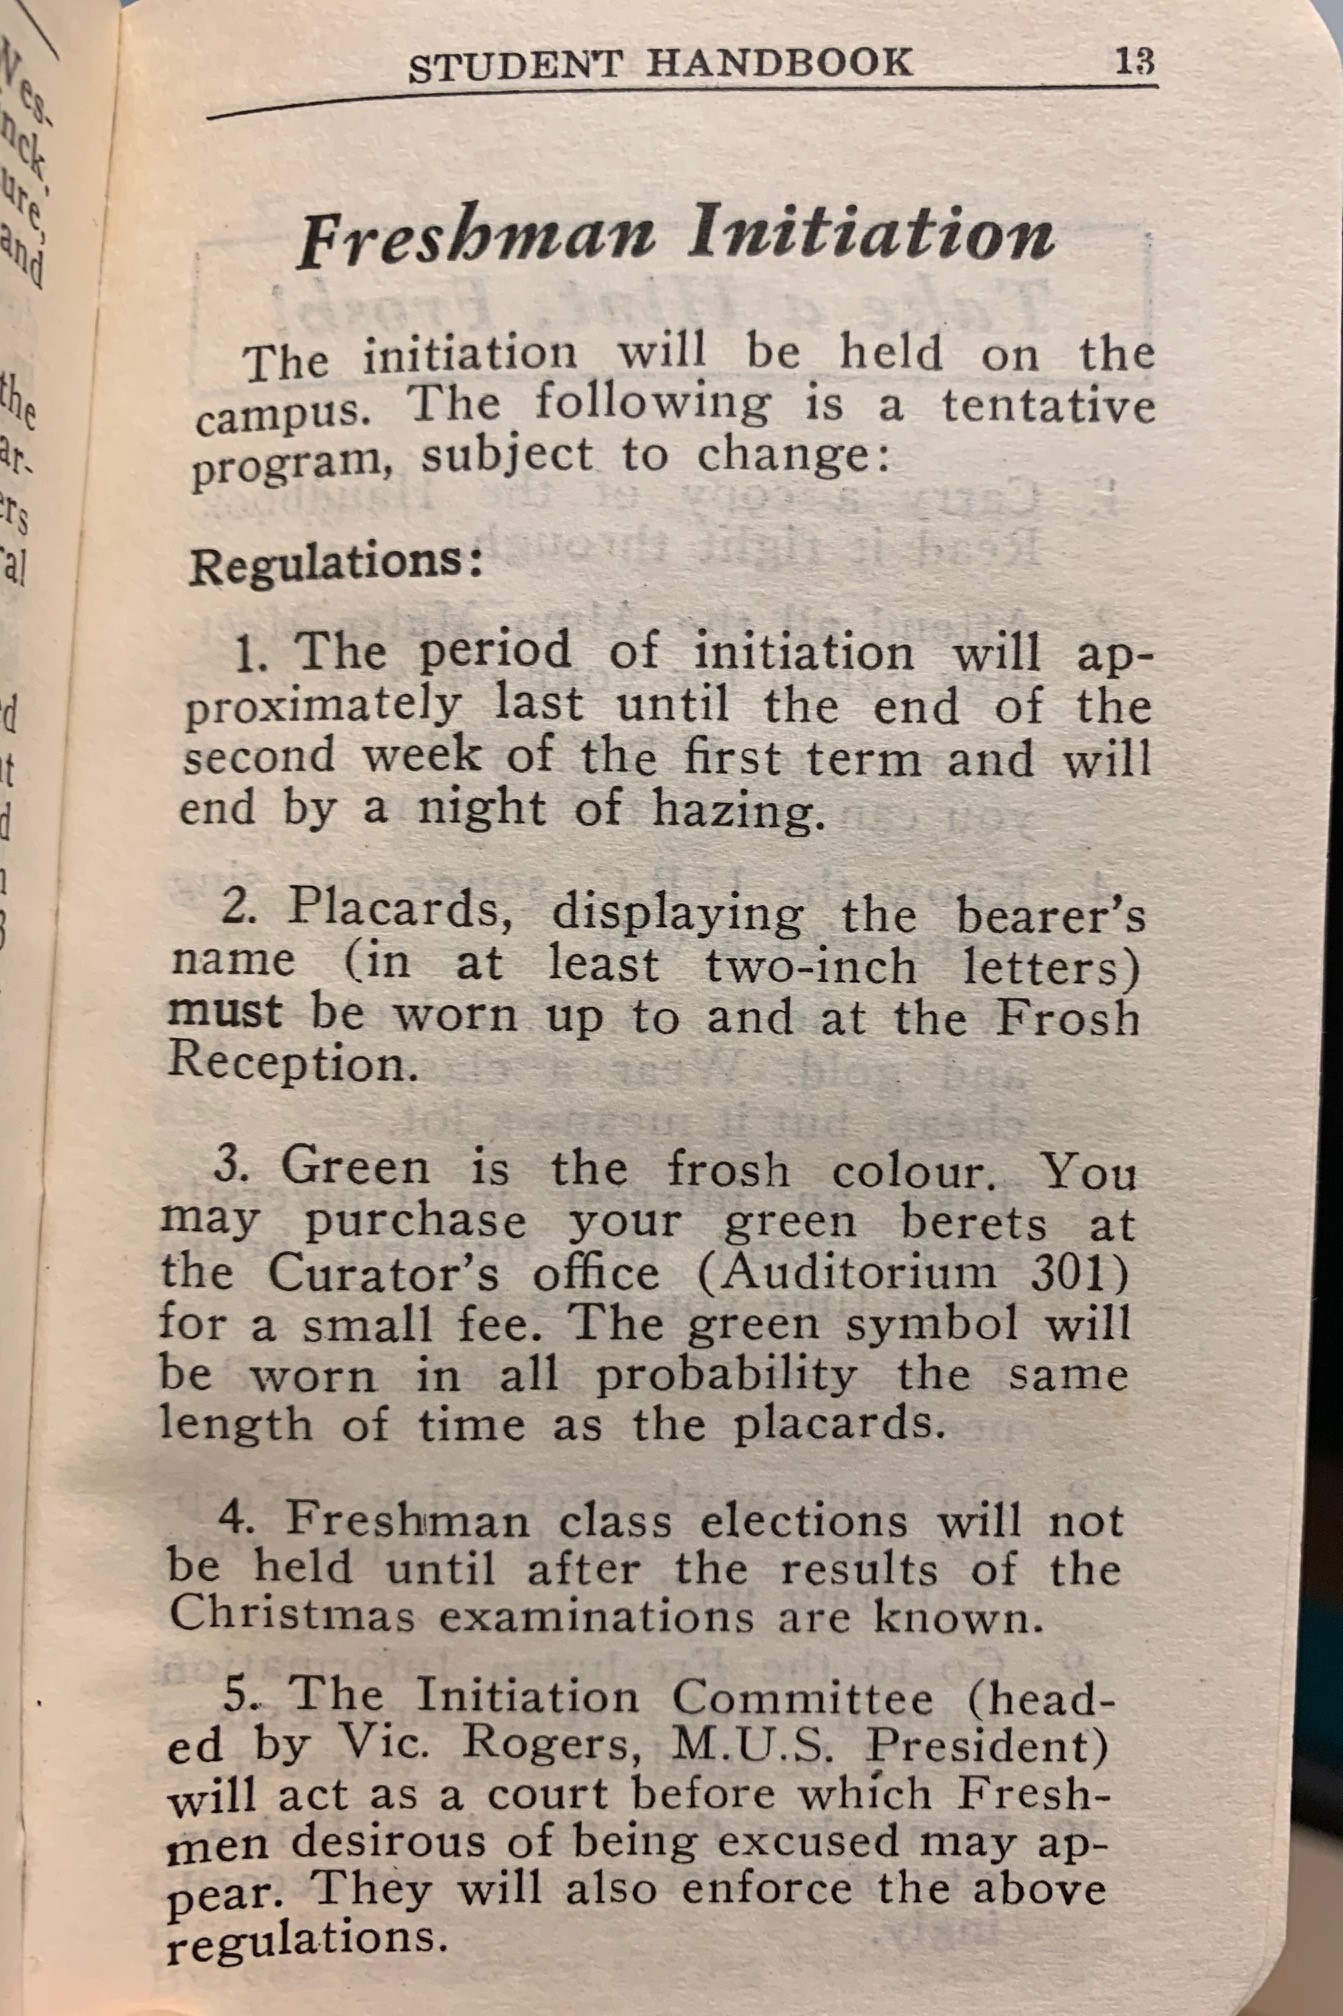 STUDENT HANDBOOK 13
Freshman Initiation
The initiation will be held on the
campus. The following is a tentative
program, subject to change:
Regulations:
1. The period of initiation will ap-
proximately last until the end of the
second week of the first term and will
end by a night of hazing.
2. Placards, displaying the bearer's
name (in at least two-inch letters)
must be worn up to and at the Frosh
Reception.
3. Green is the frosh colour. You
may purchase your green berets at
the Curator's office (Auditorium 301)
for a small fee. The green symbol will
be worn in all probability the same
length of time as the placards.
4. Freshman class elections will not
be held until after the results of the
Christmas examinations are known.
5. The Initiation Committee (head-
ed by Vic. Rogers, M.U.S. President)
will act as a court before which Fresh-
men desirous of being excused may ap-
pear. They will also enforce the above
regulations.